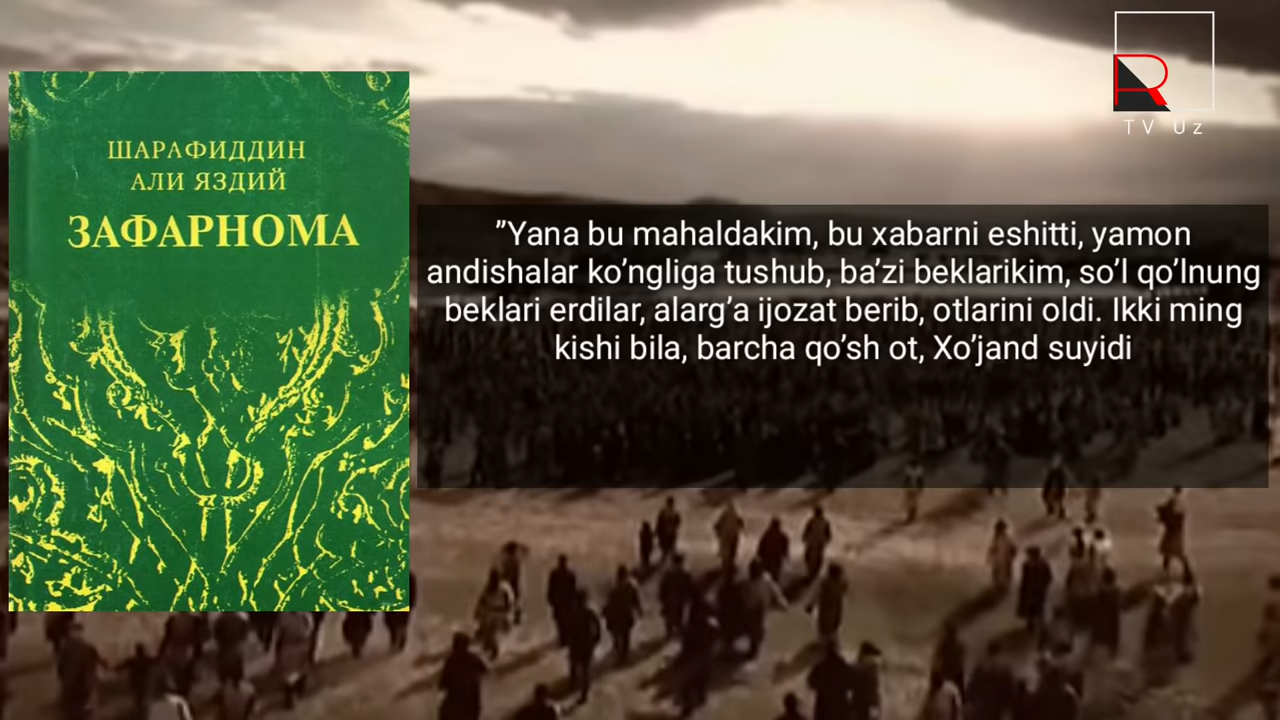 ШАРАФИДДИН
АЛИ ЯЗДИЙ
ЗАФАРНОМА
R
TV Uz
”Yana bu mahaldakim, bu xabarni eshitti, yamon
andishalar ko’ngliga tushub, ba’zi beklarikim, so’l qo’lnung
beklari erdilar, alarg’a ijozat berib, otlarini oldi. Ikki ming
kishi bila, barcha qo’sh ot, Xo’jand suyidi